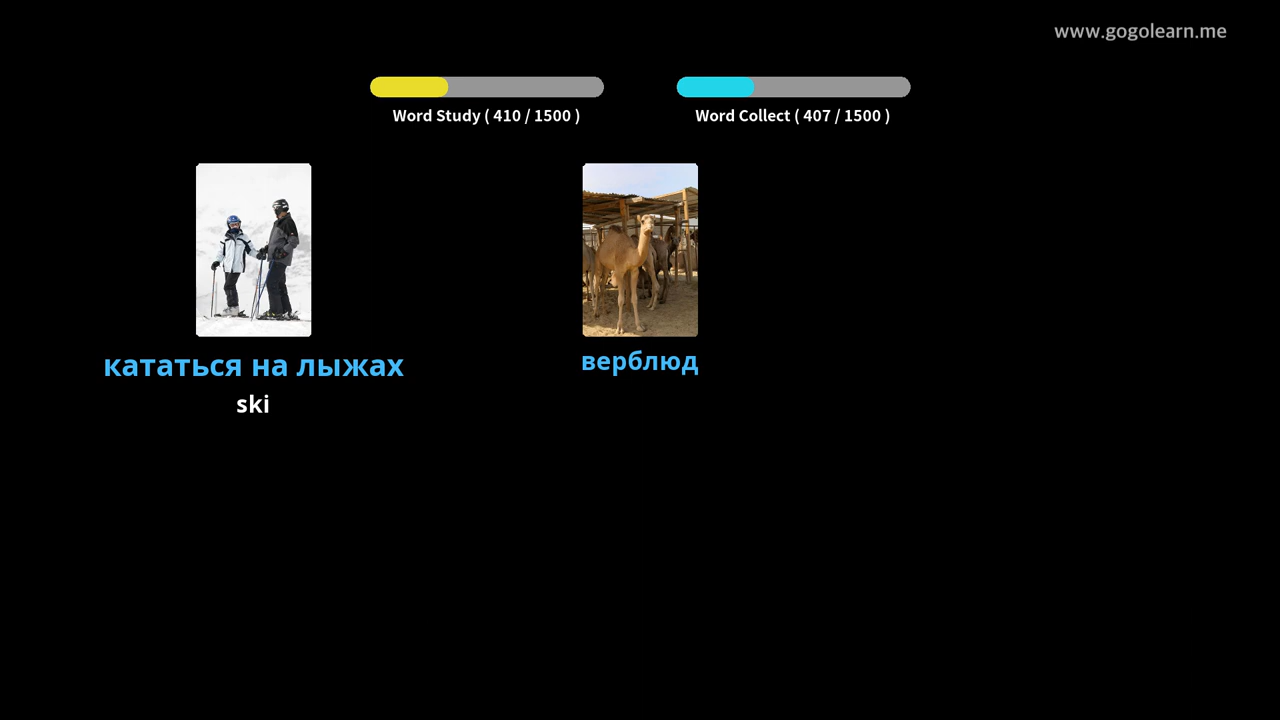 www.gogolearn.me
Word Study ( 410 / 1500 )
Word Collect ( 407 / 1500 )
кататься на лыжах
ski
верблюд